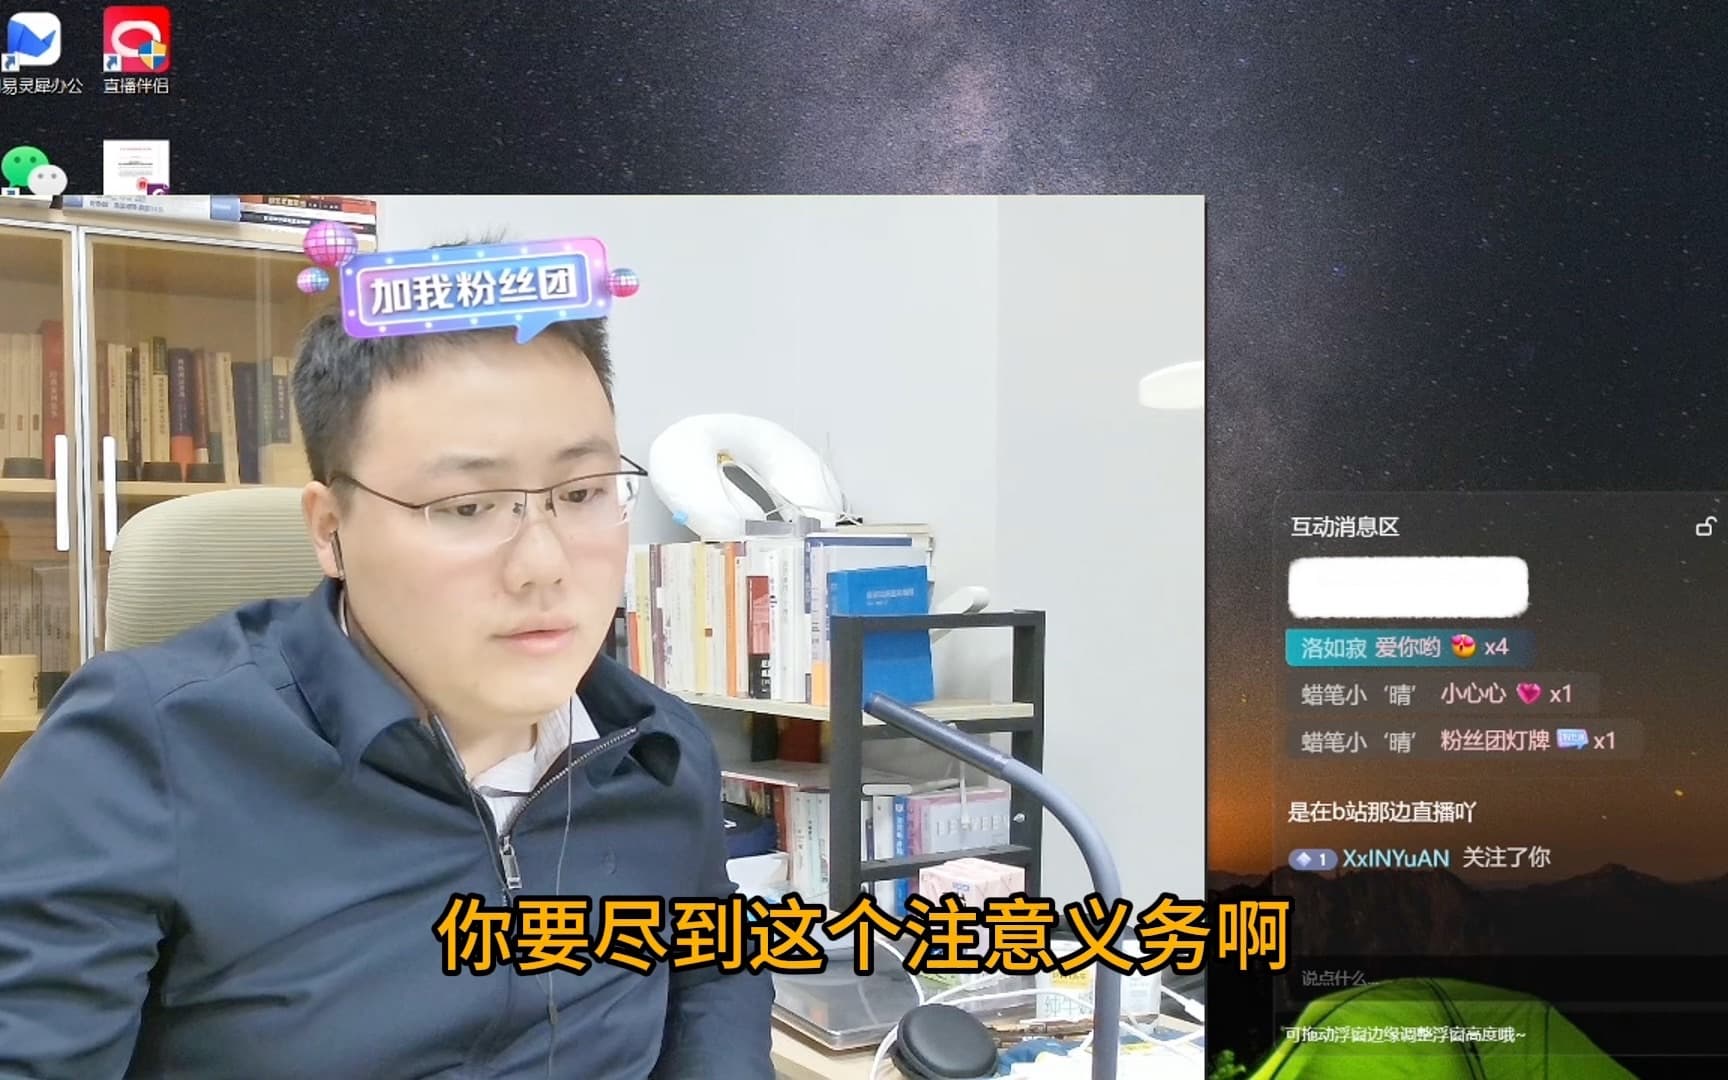 易灵犀办公
直播伴侣
加我粉丝团
互动消息区
洛如寂 爱你哟 x4
蜡笔小‘晴’ 小心心 x1
蜡笔小‘晴’ 粉丝团灯牌 x1
是在b站那边直播吖
1 XxINYuAN 关注了你
你要尽到这个注意义务啊
说点什么...
可拖动浮窗边缘调整浮窗高度哦~